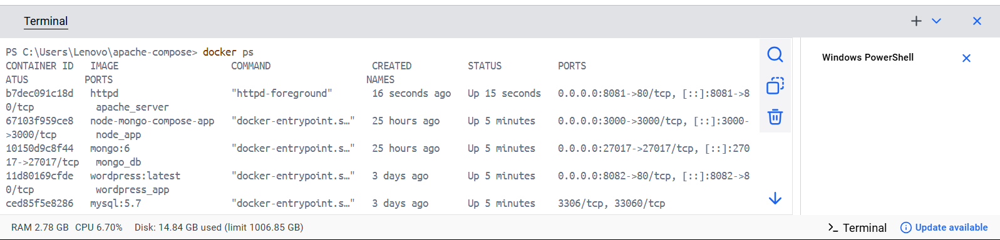 Terminal
PS C:\Users\Lenovo\apache-compose> docker ps
CONTAINER ID   IMAGE                    COMMAND                  CREATED          STATUS          PORTS
ATUS          PORTS                                             NAMES
b7dec091c18d   httpd                    "httpd-foreground"       16 seconds ago   Up 15 seconds   0.0.0.0:8081->80/tcp, [::]:8081->8
0/tcp           apache_server
67103f959ce8   node-mongo-compose-app   "docker-entrypoint.s…"   25 hours ago     Up 5 minutes    0.0.0.0:3000->3000/tcp, [::]:3000-
>3000/tcp       node_app
10150d9c8f44   mongo:6                  "docker-entrypoint.s…"   25 hours ago     Up 5 minutes    0.0.0.0:27017->27017/tcp, [::]:270
17->27017/tcp   mongo_db
11d80169cfde   wordpress:latest         "docker-entrypoint.s…"   3 days ago       Up 5 minutes    0.0.0.0:8082->80/tcp, [::]:8082->8
0/tcp           wordpress_app
ced85f5e8286   mysql:5.7                "docker-entrypoint.s…"   3 days ago       Up 5 minutes    3306/tcp, 33060/tcp
Windows PowerShell
RAM 2.78 GB CPU 6.70% Disk: 14.84 GB used (limit 1006.85 GB)
>_ Terminal
Update available